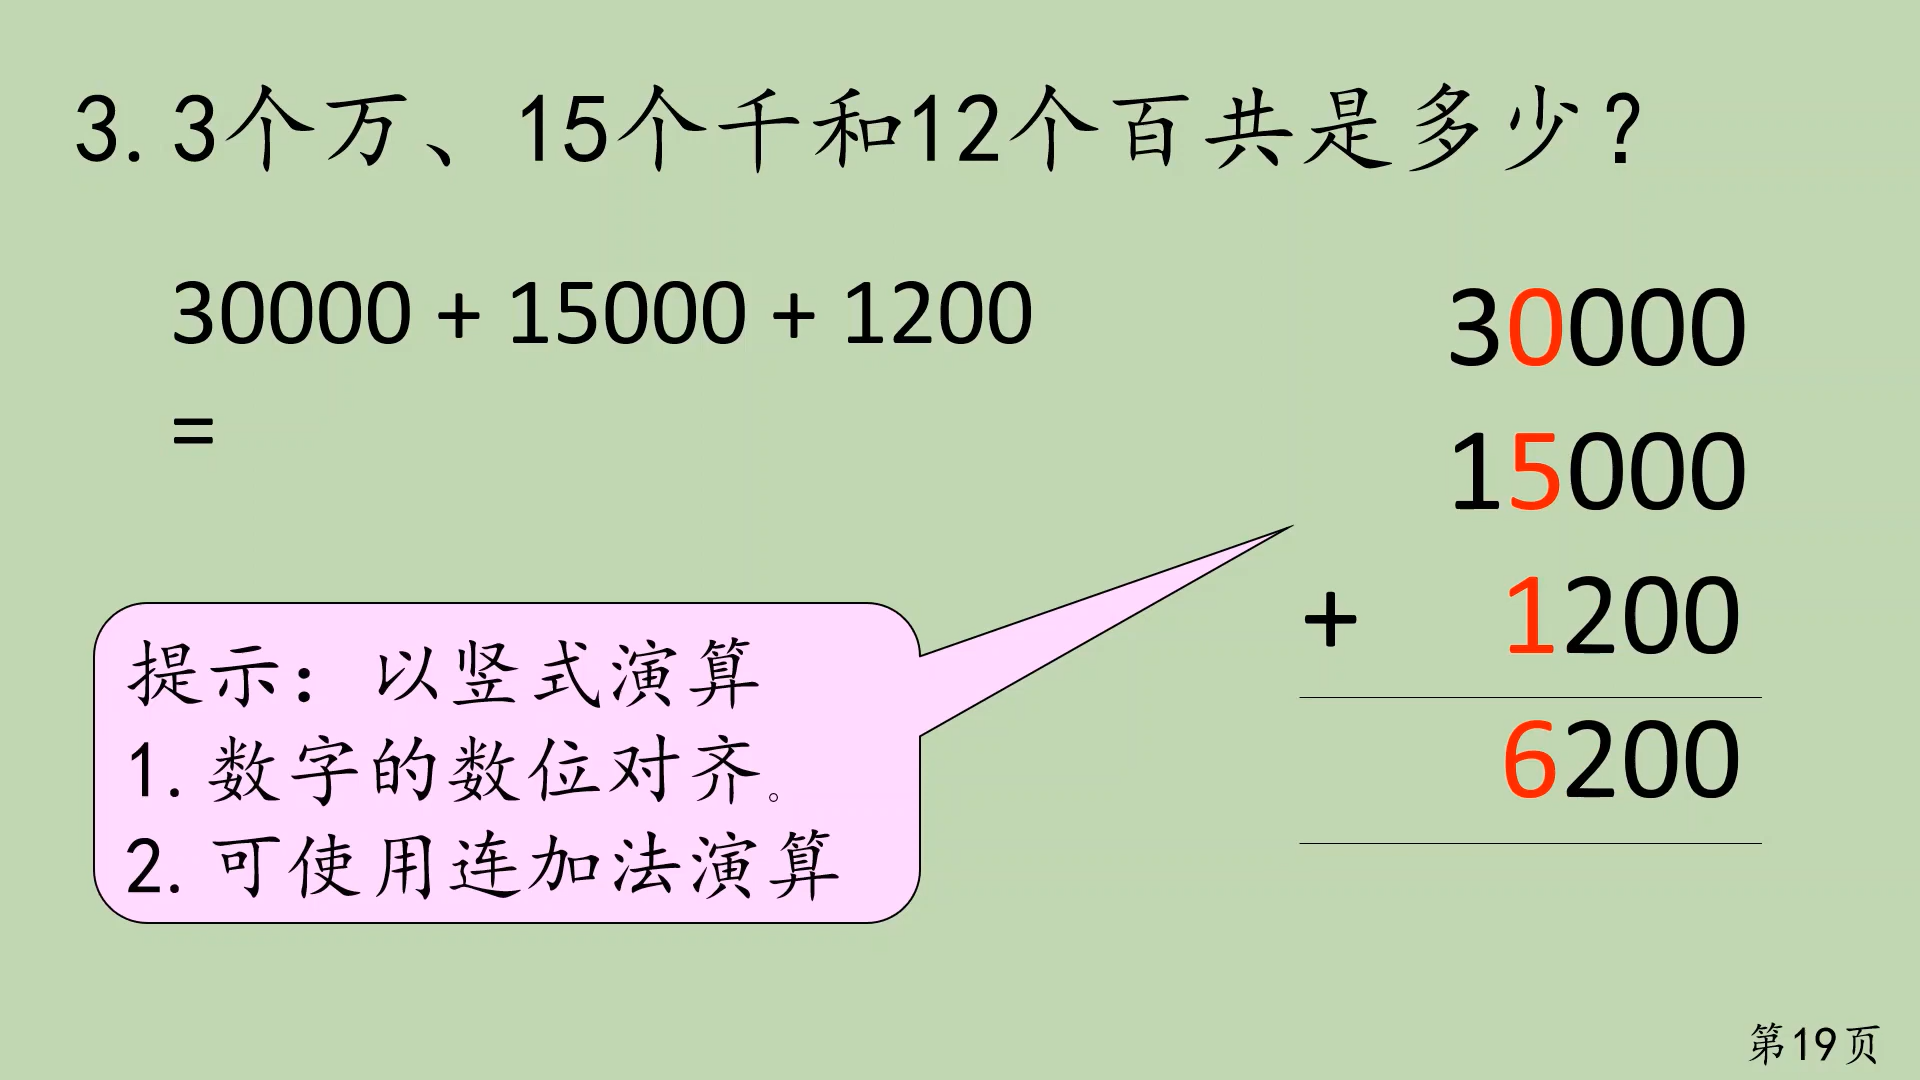 3.3个万、15个千和12个百共是多少？
30000 + 15000 + 1200
=
30000
15000
+ 1200
6200
提示：以竖式演算
1.数字的数位对齐。
2.可使用连加法演算
第19页